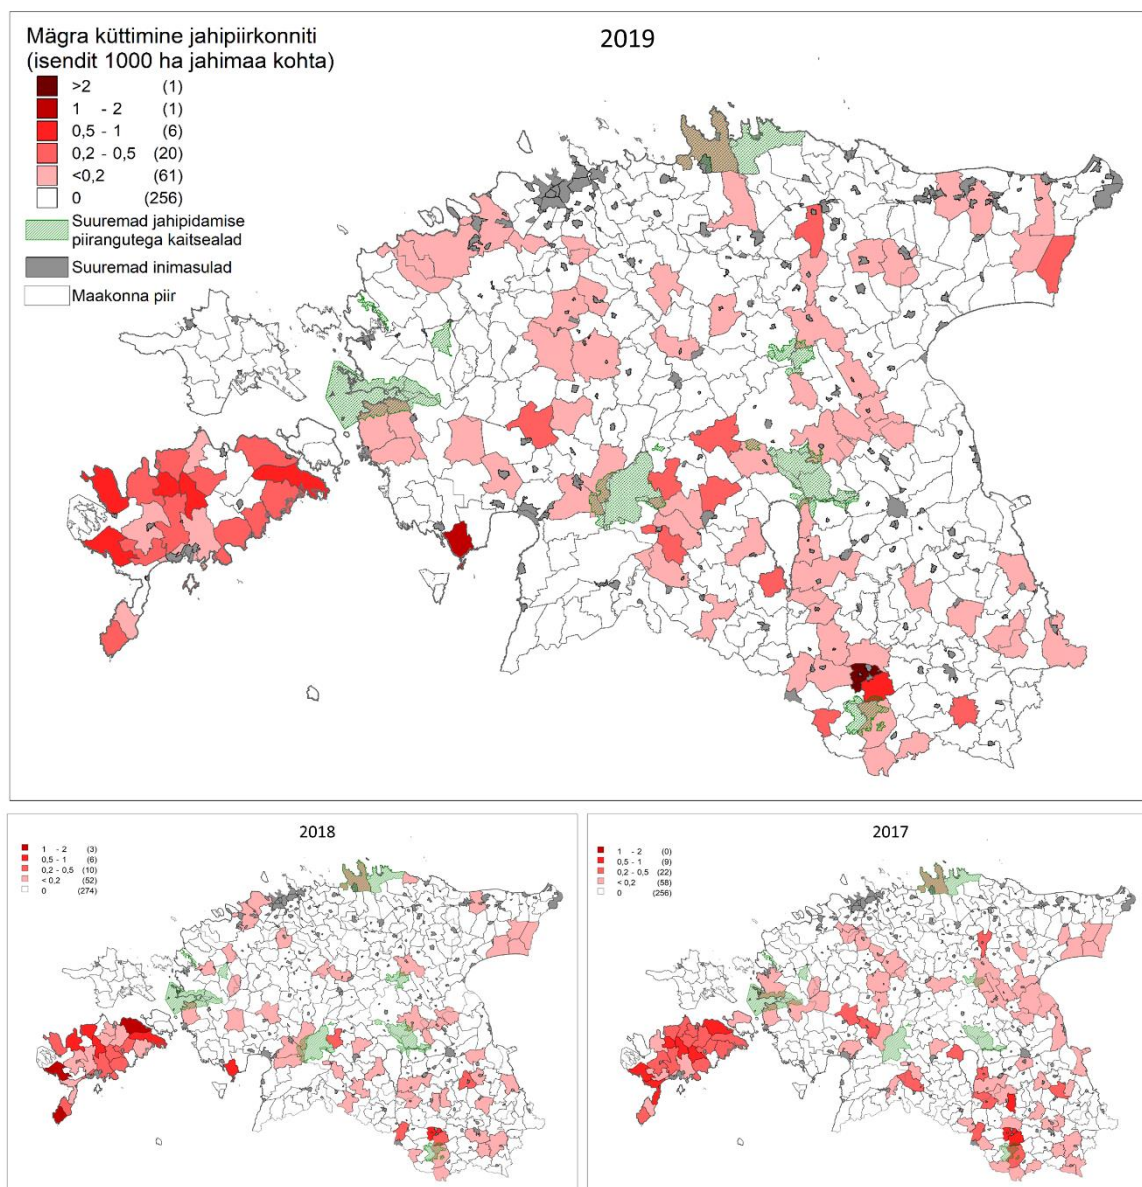 Mägra küttimine jahipiirkonniti
(isendit 1000 ha jahimaa kohta)
>2 (1)
1 - 2 (1)
0,5 - 1 (6)
0,2 - 0,5 (20)
<0,2 (61)
0 (256)
Suuremad jahipidamise
piirangutega kaitsealad
Suuremad inimasulad
Maakonna piir
2019
2018
1 - 2 (3)
0,5 - 1 (6)
0,2 - 0,5 (10)
< 0,2 (52)
0 (274)
2017
1 - 2 (0)
0,5 - 1 (9)
0,2 - 0,5 (22)
< 0,2 (58)
0 (256)